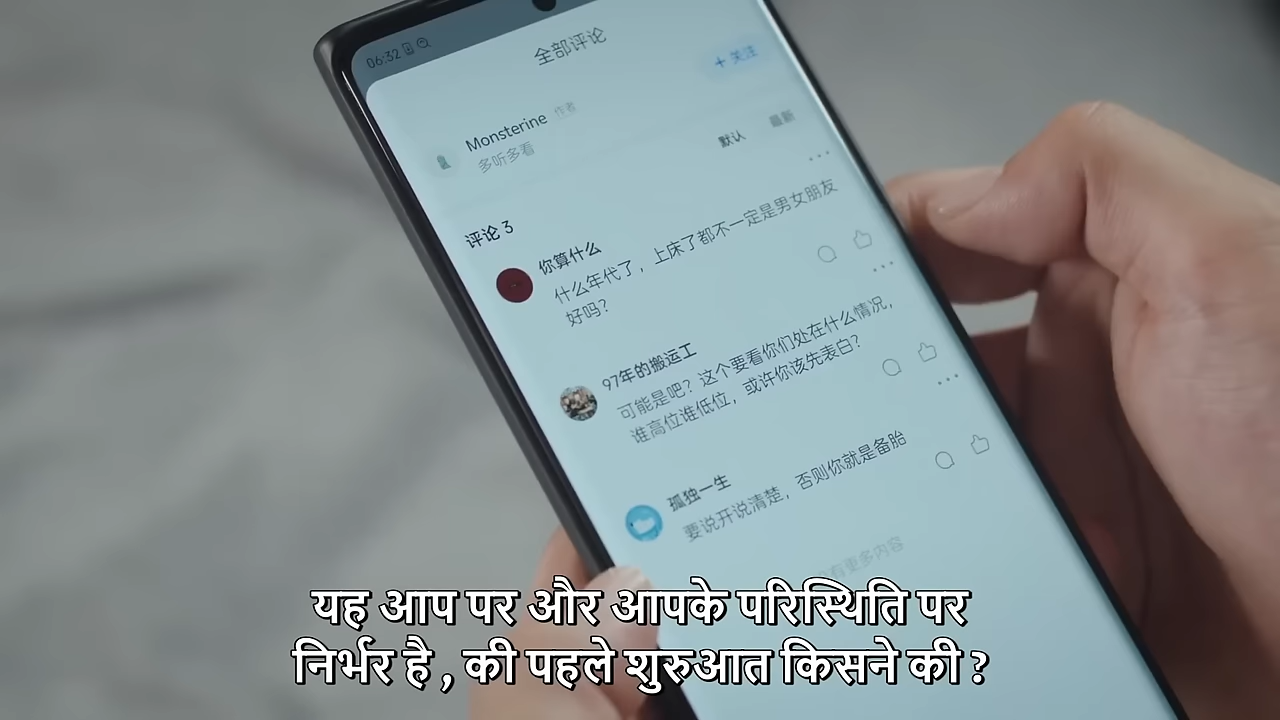 06:32
全部评论
Monsterine 作者
+ 关注
多听多看
默认 最新
评论 3
你算什么
什么年代了，上床了都不一定是男女朋友
好吗？
97年的搬运工
可能是吧？这个要看你们处在什么情况，
谁高位谁低位，或许你该先表白？
孤独一生
要说开说清楚，否则你就是备胎
有更多内容
यह आप पर और आपके परिस्थिति पर
निर्भर है , की पहले शुरुआत किसने की ?